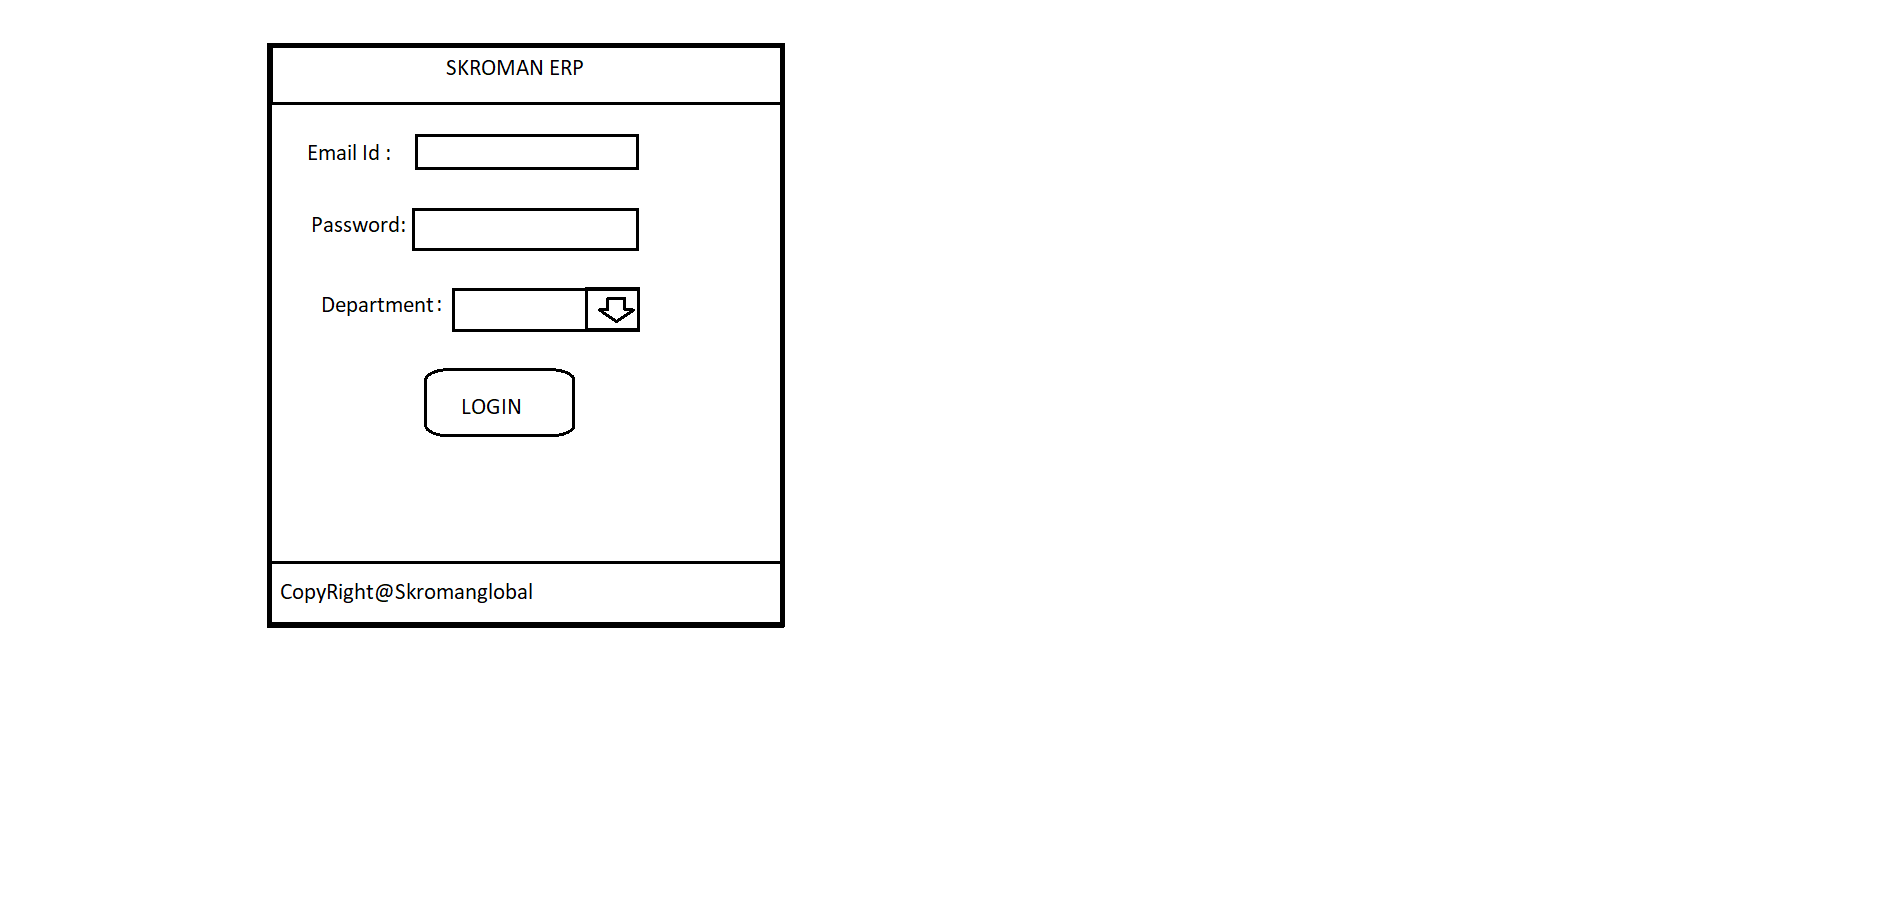 SKROMAN ERP
Email Id :
Password:
Department:
LOGIN
CopyRight@Skromanglobal